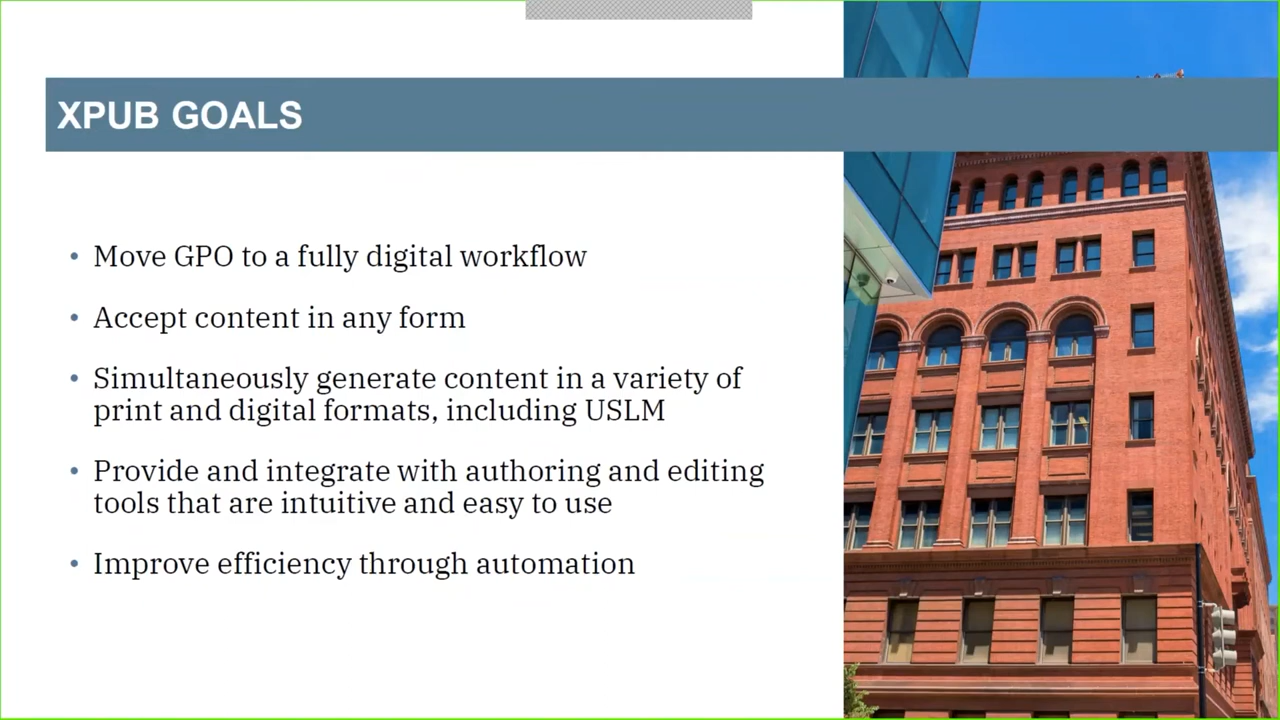 XPUB GOALS
• Move GPO to a fully digital workflow
• Accept content in any form
• Simultaneously generate content in a variety of
print and digital formats, including USLM
• Provide and integrate with authoring and editing
tools that are intuitive and easy to use
• Improve efficiency through automation